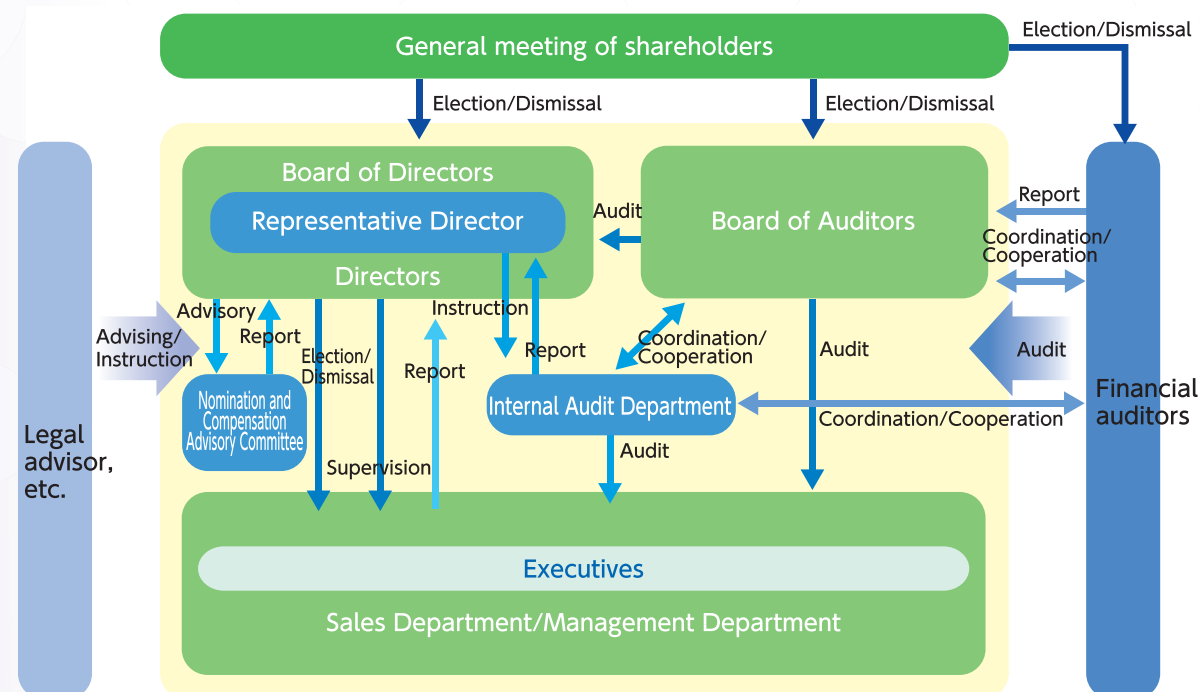 General meeting of shareholders
Election/Dismissal
Election/Dismissal
Election/Dismissal
Board of Directors
Representative Director
Directors
Audit
Board of Auditors
Report
Coordination/
Cooperation
Advising/
Instruction
Advisory
Report
Election/
Dismissal
Supervision
Report
Instruction
Report
Coordination/
Cooperation
Audit
Audit
Nomination and
Compensation
Advisory Committee
Internal Audit Department
Coordination/Cooperation
Audit
Legal
advisor,
etc.
Financial
auditors
Executives
Sales Department/Management Department